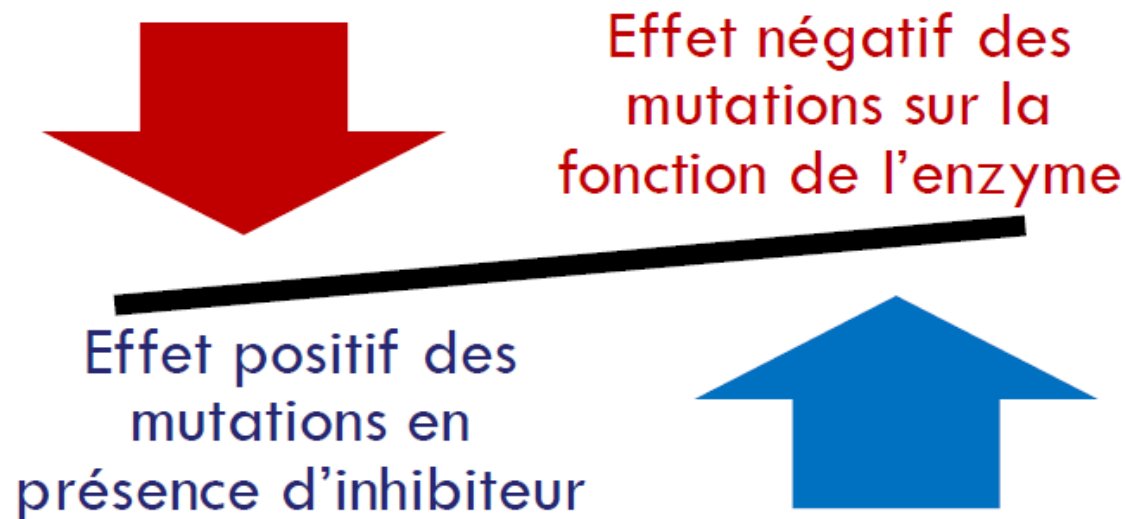 Effet négatif des
mutations sur la
fonction de l'enzyme
Effet positif des
mutations en
présence d'inhibiteur